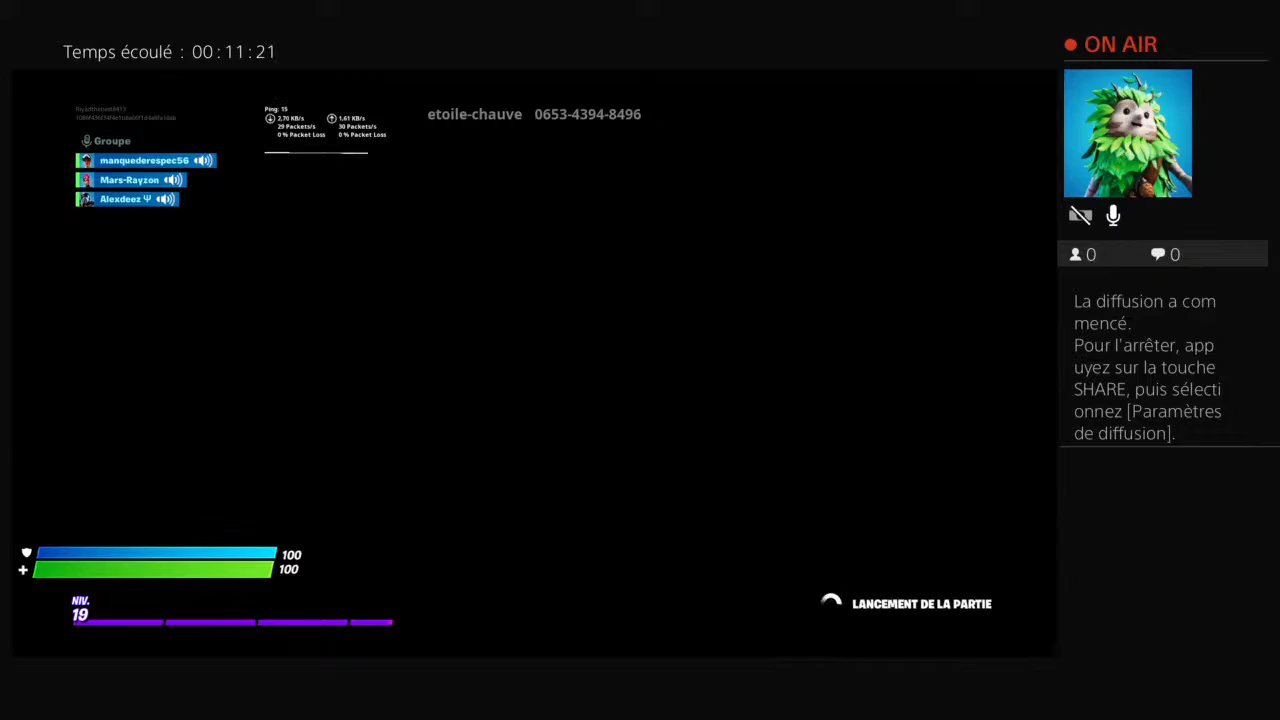 Temps écoulé : 00:11:21
ON AIR
Ping: 15
2,70 KB/s 1,61 KB/s
29 Packets/s 30 Packets/s
0 % Packet Loss 0 % Packet Loss
etoile-chauve 0653-4394-8496
Groupe
manquederespec56
Mars-Rayzon
Alexdeez Ψ
0 0
La diffusion a com
mencé.
Pour l'arrêter, app
uyez sur la touche
SHARE, puis sélecti
onnez [Paramètres
de diffusion].
100
100
NIV.
19
LANCEMENT DE LA PARTIE